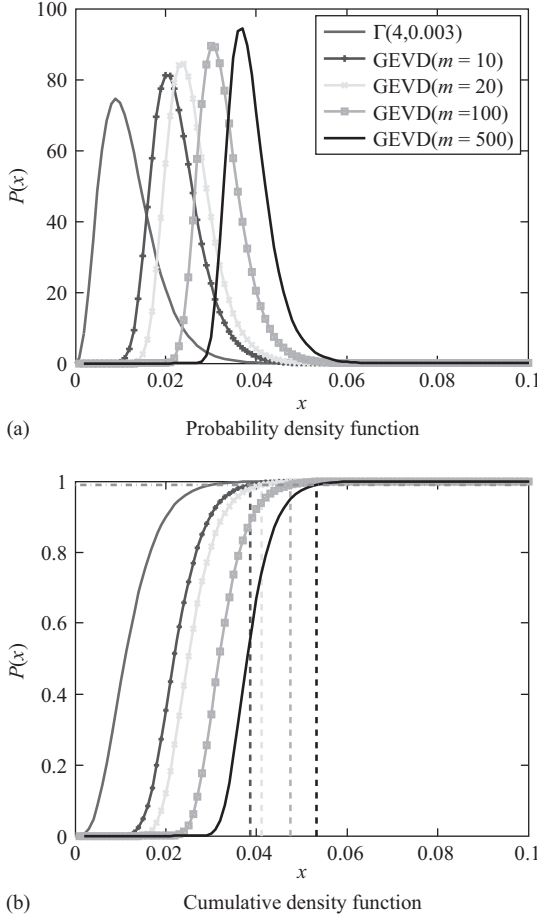 100
80
60
40
20
0
P(x)
Γ(4,0.003)
GEVD(m = 10)
GEVD(m = 20)
GEVD(m =100)
GEVD(m = 500)
0 0.02 0.04 0.06 0.08 0.1
x
(a) Probability density function
1
0.8
0.6
0.4
0.2
0
P(x)
0 0.02 0.04 0.06 0.08 0.1
x
(b) Cumulative density function